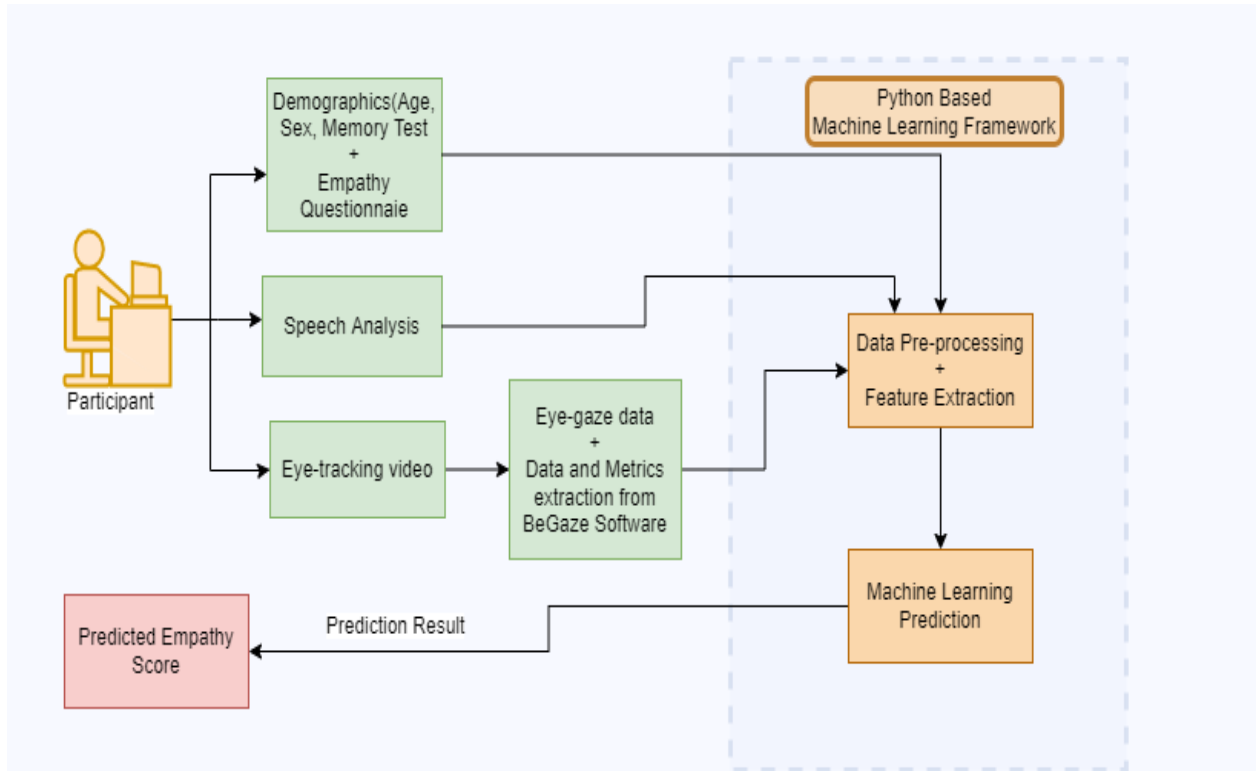 Demographics(Age,
Sex, Memory Test
+
Empathy
Questionnaie
Python Based
Machine Learning Framework
Participant
Speech Analysis
Data Pre-processing
+
Feature Extraction
Eye-tracking video
Eye-gaze data
+
Data and Metrics
extraction from
BeGaze Software
Machine Learning
Prediction
Prediction Result
Predicted Empathy
Score